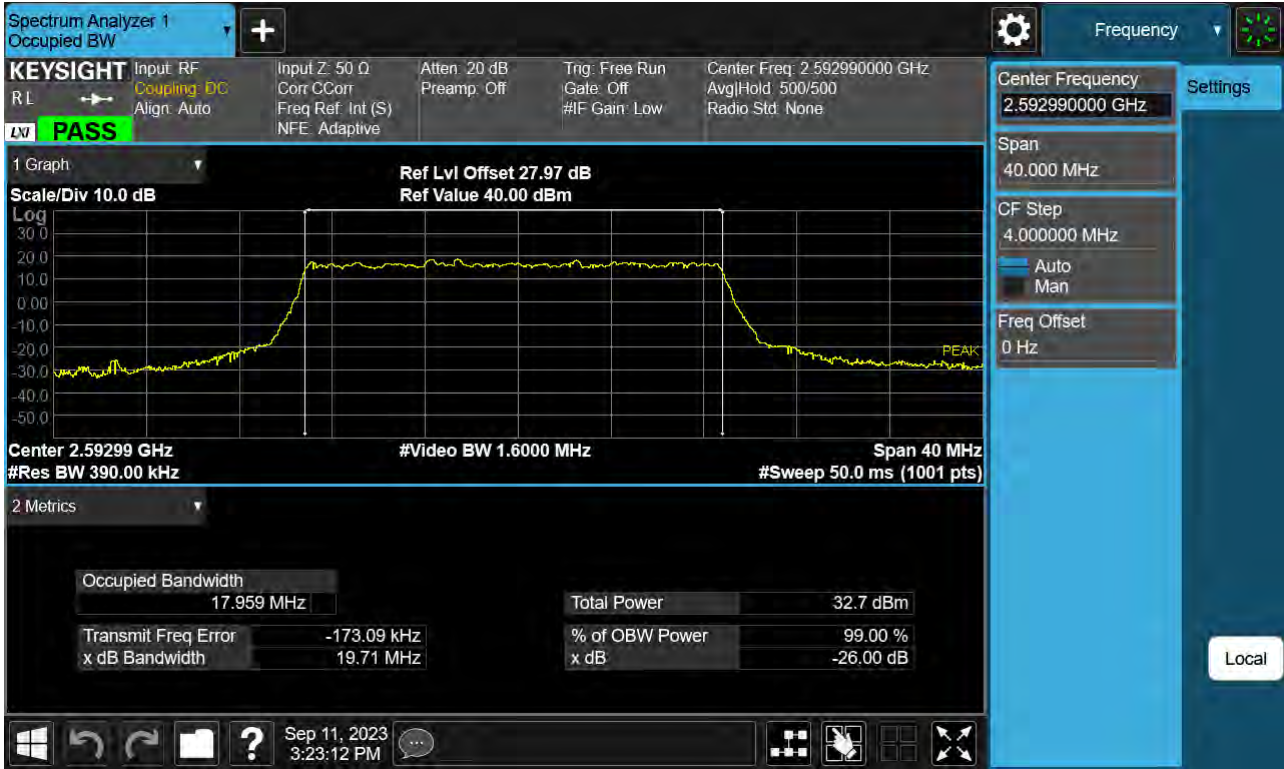 Spectrum Analyzer 1
Occupied BW
Frequency
KEYSIGHT
RL
LXI
PASS
Input: RF
Coupling: DC
Align: Auto
Input Z: 50 Ω
Corr CCorr
Freq Ref: Int (S)
NFE: Adaptive
Atten: 20 dB
Preamp: Off
Trig: Free Run
Gate: Off
#IF Gain: Low
Center Freq: 2.592990000 GHz
Avg|Hold: 500/500
Radio Std: None
Center Frequency
2.592990000 GHz
Settings
Span
40.000 MHz
CF Step
4.000000 MHz
Auto
Man
Freq Offset
0 Hz
Local
1 Graph
Scale/Div 10.0 dB
Ref Lvl Offset 27.97 dB
Ref Value 40.00 dBm
Log
30.0
20.0
10.0
0.00
-10.0
-20.0
-30.0
-40.0
-50.0
PEAK
Center 2.59299 GHz
#Video BW 1.6000 MHz
Span 40 MHz
#Res BW 390.00 kHz
#Sweep 50.0 ms (1001 pts)
2 Metrics
Occupied Bandwidth
17.959 MHz
Total Power 32.7 dBm
Transmit Freq Error -173.09 kHz
% of OBW Power 99.00 %
x dB Bandwidth 19.71 MHz
x dB -26.00 dB
?
Sep 11, 2023
3:23:12 PM